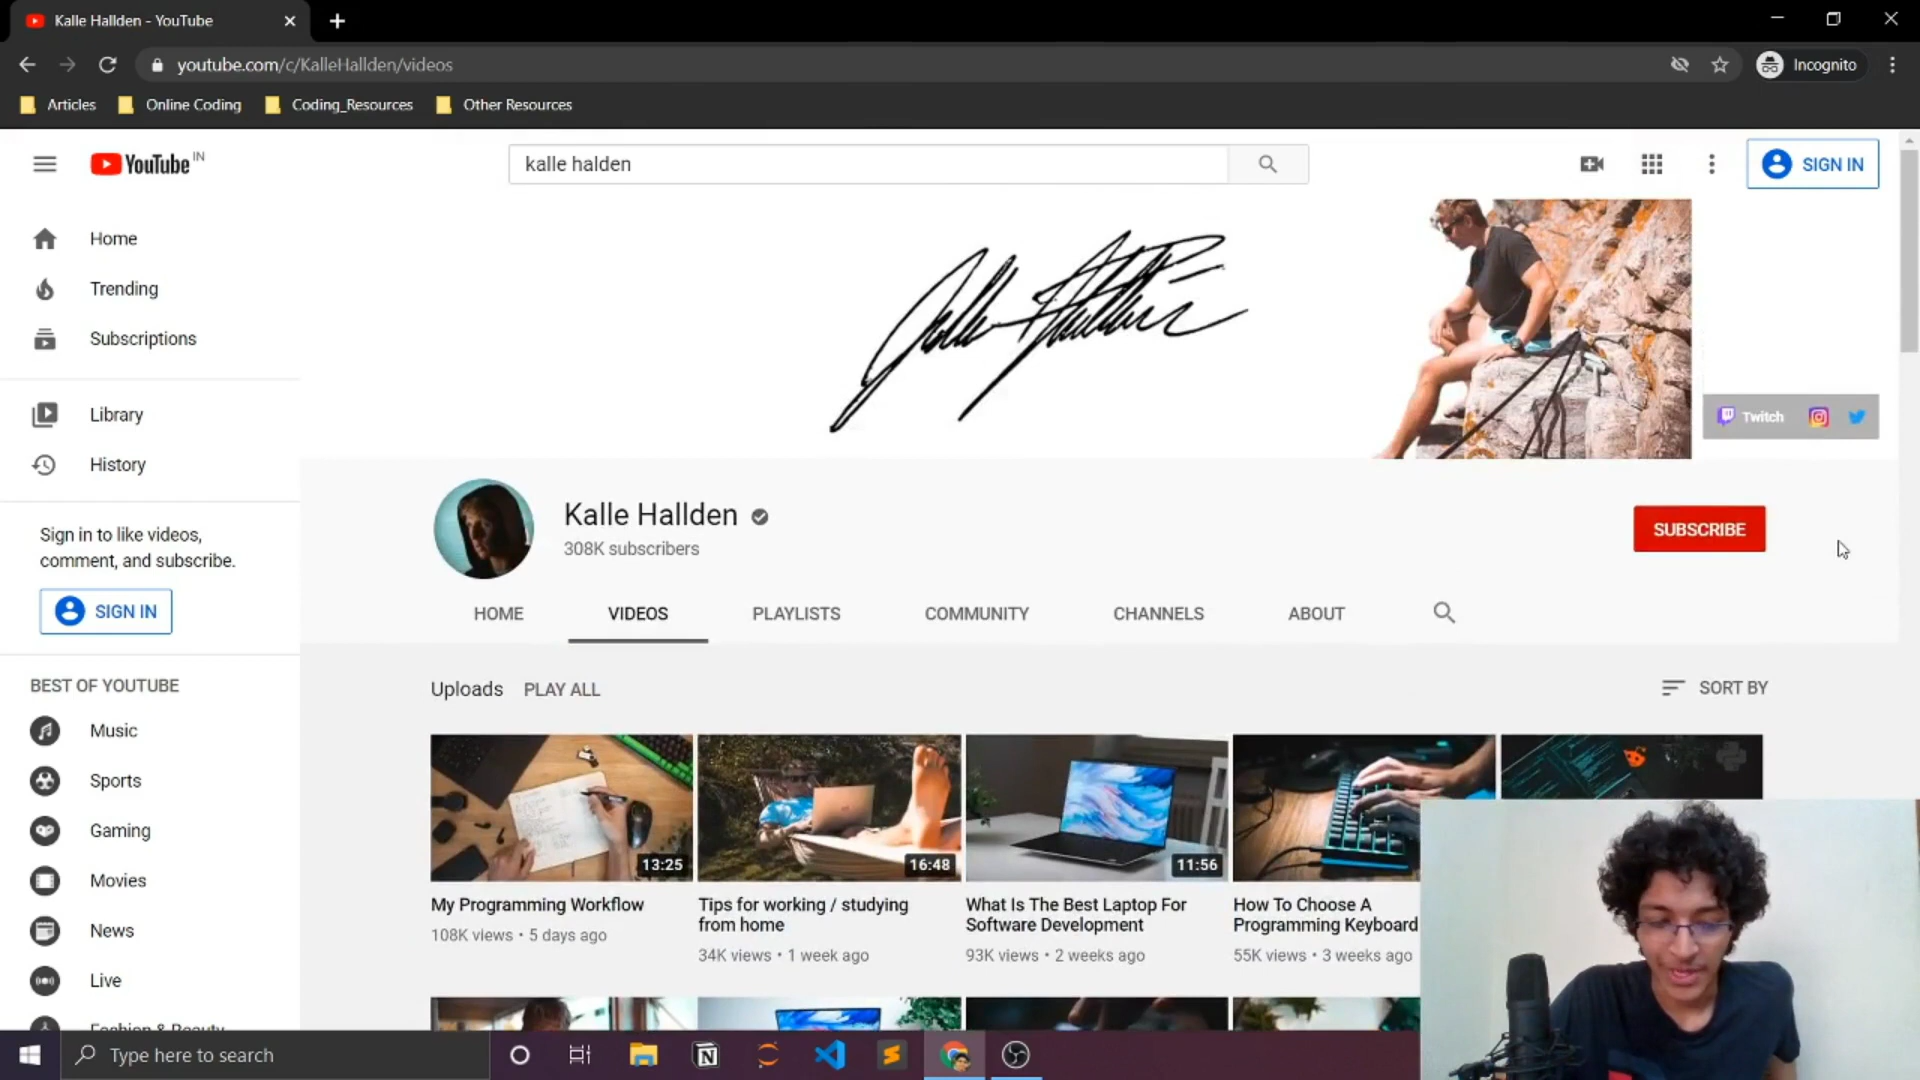 Kalle Hallden - YouTube
youtube.com/c/KalleHallden/videos
Incognito
Articles
Online Coding
Coding_Resources
Other Resources
YouTube IN
kalle halden
SIGN IN
Home
Trending
Subscriptions
Library
History
Sign in to like videos,
comment, and subscribe.
SIGN IN
BEST OF YOUTUBE
Music
Sports
Gaming
Movies
News
Live
Fashion & Beauty
Kalle Hallden
Twitch
Kalle Hallden
308K subscribers
SUBSCRIBE
HOME
VIDEOS
PLAYLISTS
COMMUNITY
CHANNELS
ABOUT
Uploads
PLAY ALL
SORT BY
13:25
16:48
11:56
My Programming Workflow
108K views • 5 days ago
Tips for working / studying
from home
34K views • 1 week ago
What Is The Best Laptop For
Software Development
93K views • 2 weeks ago
How To Choose A
Programming Keyboard
55K views • 3 weeks ago
Type here to search